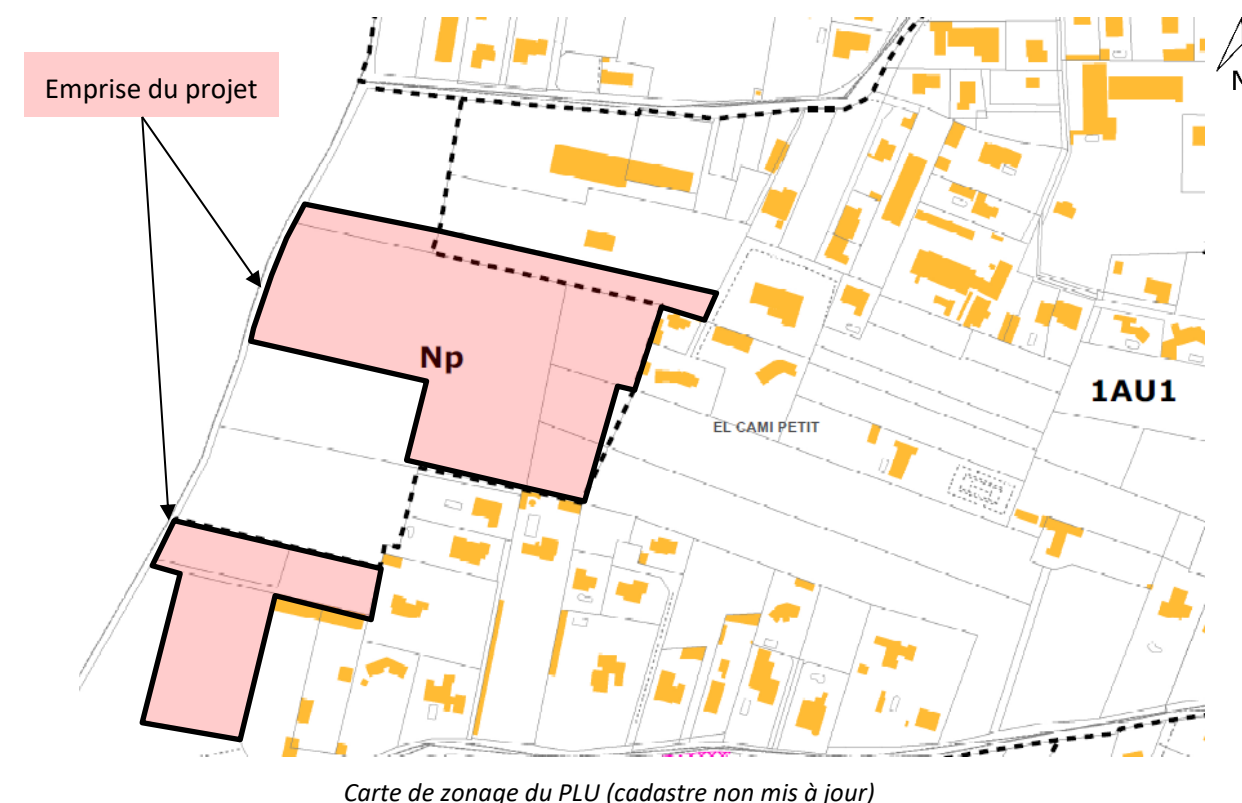 N
Emprise du projet
Np
1AU1
EL CAMI PETIT
Carte de zonage du PLU (cadastre non mis à jour)